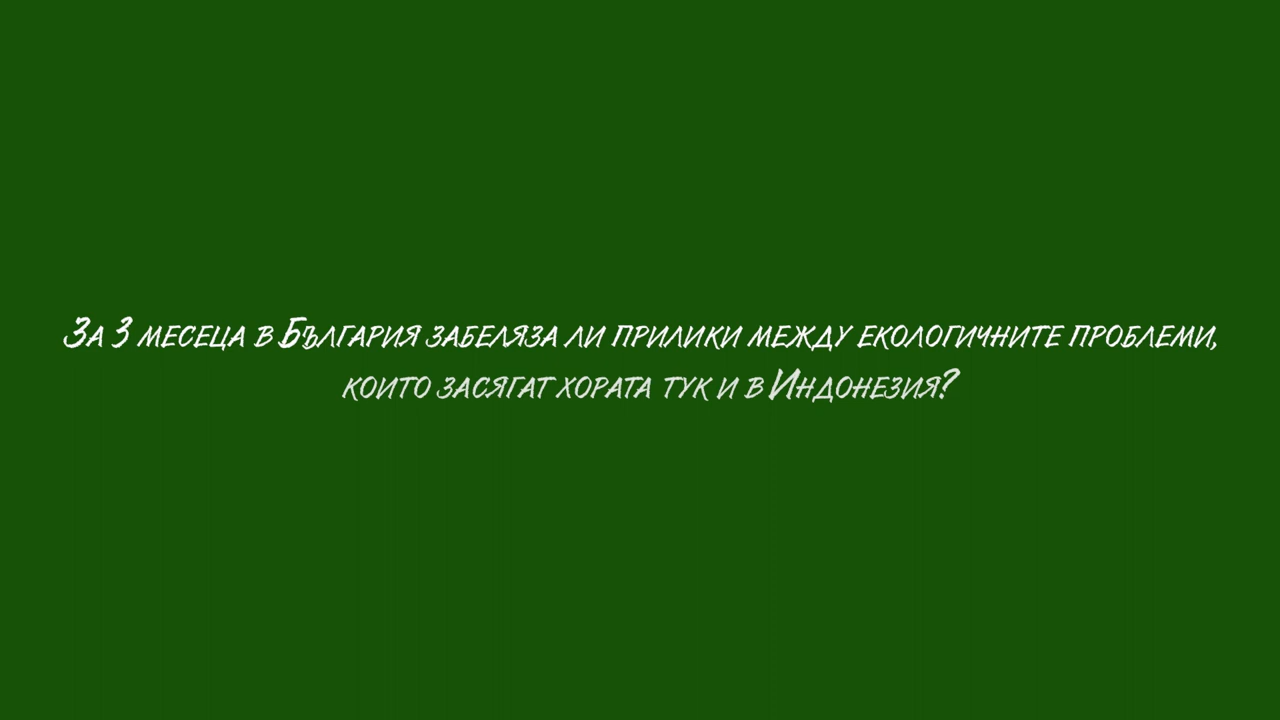 За 3 месеца в България забеляза ли прилики между екологичните проблеми,
които засягат хората тук и в Индонезия?